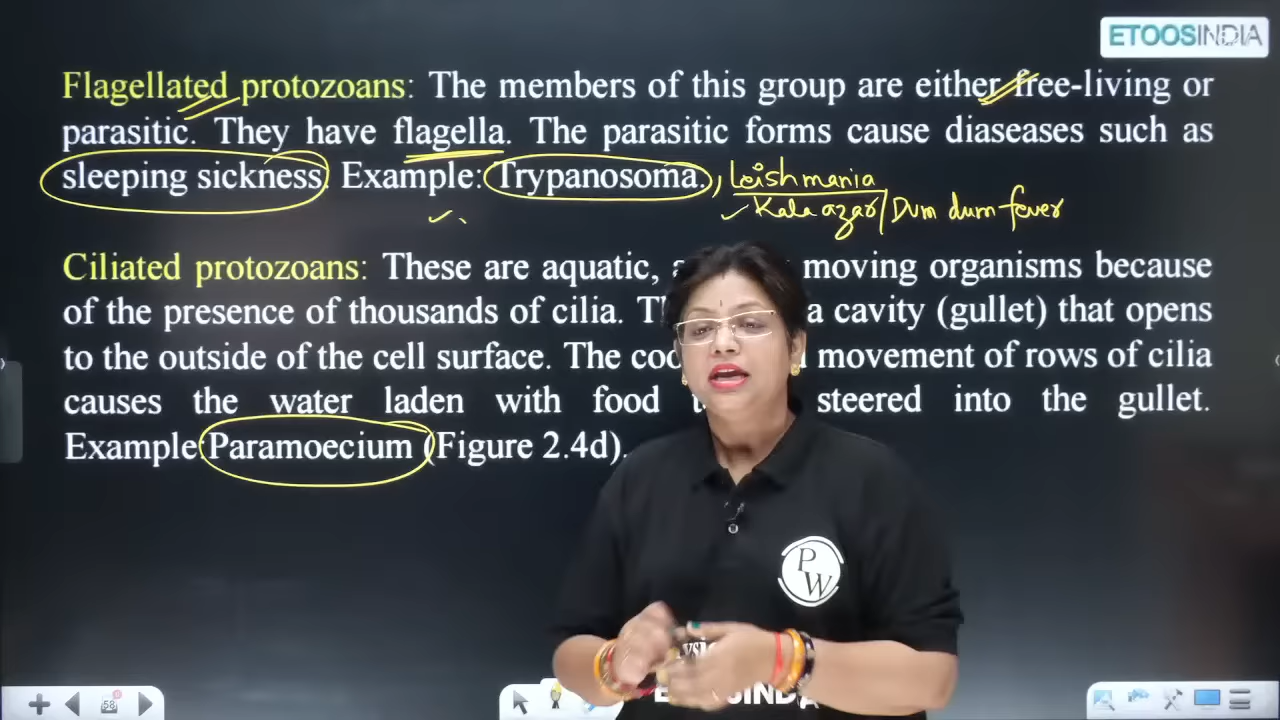 ETOOSINDIA
Flagellated protozoans: The members of this group are either free-living or
parasitic. They have flagella. The parasitic forms cause diaseases such as
sleeping sickness. Example: Trypanosoma. , Leishmania
Kala azar/Dum dum fever
Ciliated protozoans: These are aquatic, a moving organisms because
of the presence of thousands of cilia. Th a cavity (gullet) that opens
to the outside of the cell surface. The coo movement of rows of cilia
causes the water laden with food t steered into the gullet.
Example: Paramoecium (Figure 2.4d).
PW
58